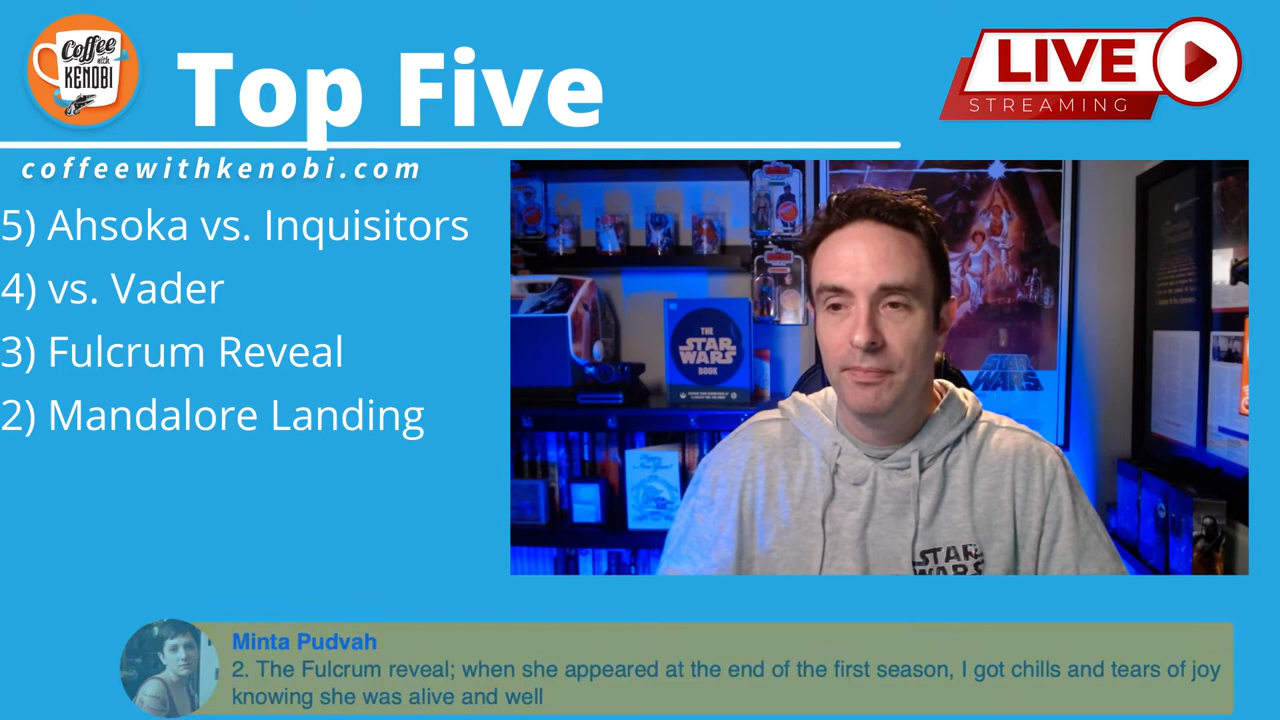 Coffee
with
KENOBI
Top Five
LIVE
STREAMING
coffeewithkenobi.com
5) Ahsoka vs. Inquisitors
4) vs. Vader
3) Fulcrum Reveal
2) Mandalore Landing
THE
STAR
WARS
BOOK
Happy
New Year!
STAR
WARS
STAR
WARS
Minta Pudvah
2. The Fulcrum reveal; when she appeared at the end of the first season, I got chills and tears of joy
knowing she was alive and well